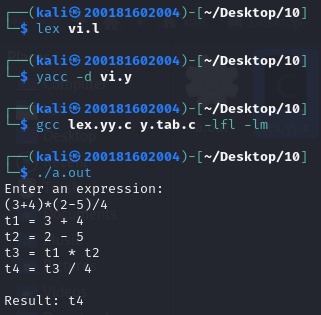 (kali㉿200181602004)-[~/Desktop/10]
$ lex vi.l
(kali㉿200181602004)-[~/Desktop/10]
$ yacc -d vi.y
(kali㉿200181602004)-[~/Desktop/10]
$ gcc lex.yy.c y.tab.c -lfl -lm
(kali㉿200181602004)-[~/Desktop/10]
$ ./a.out
Enter an expression:
(3+4)*(2-5)/4
t1 = 3 + 4
t2 = 2 - 5
t3 = t1 * t2
t4 = t3 / 4
Result: t4